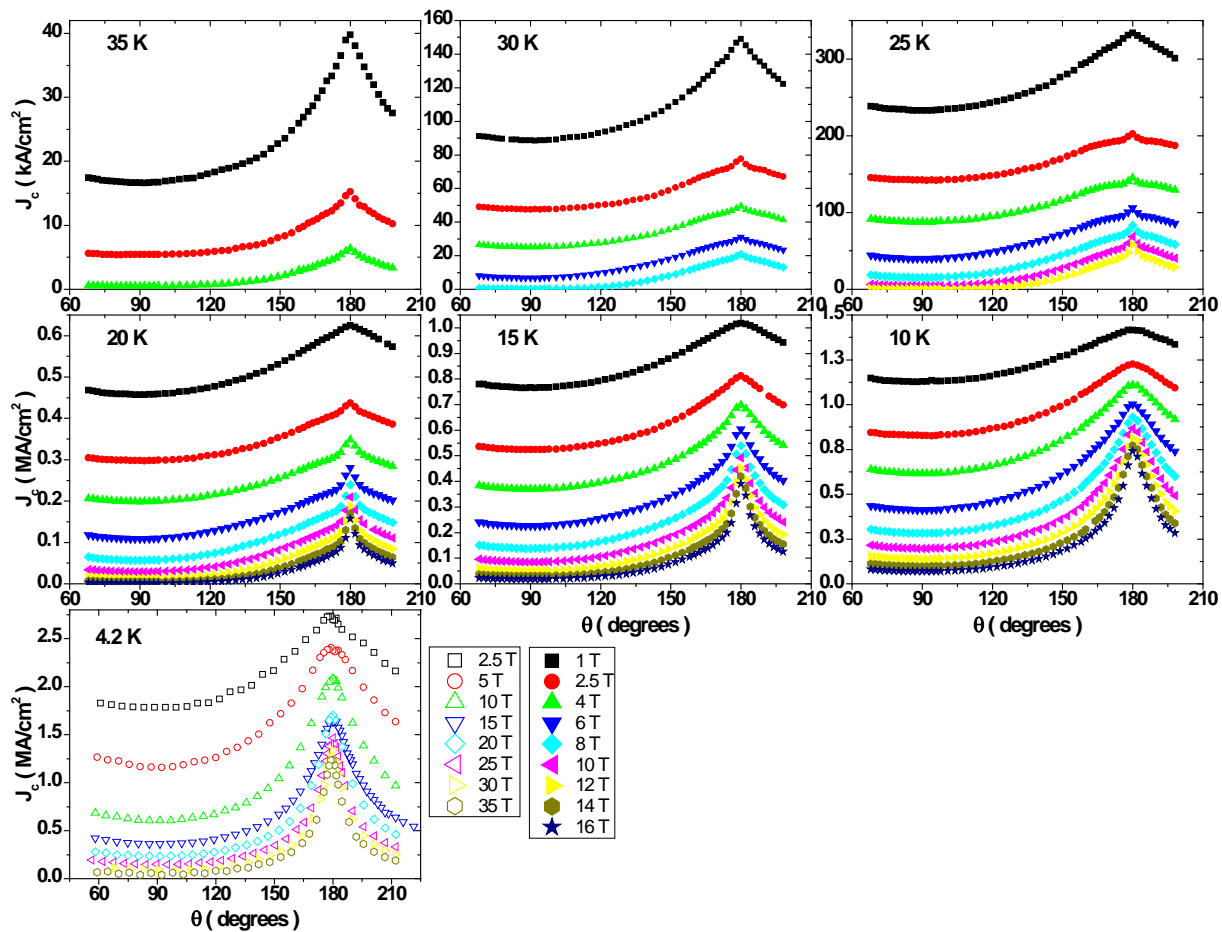 35 K
30 K
25 K
J_c ( kA/cm²)
40
30
20
10
0
60 90 120 150 180 210
160
140
120
100
80
60
40
20
0
60 90 120 150 180 210
300
200
100
0
60 90 120 150 180 210
20 K
15 K
10 K
J_c ( MA/cm²)
0.6
0.5
0.4
0.3
0.2
0.1
0.0
60 90 120 150 180 210
1.0
0.9
0.8
0.7
0.6
0.5
0.4
0.3
0.2
0.1
0.0
60 90 120 150 180 210
θ ( degrees )
1.5
1.3
1.0
0.8
0.5
0.3
0.0
60 90 120 150 180 210
θ ( degrees )
4.2 K
J_c ( MA/cm²)
2.5
2.0
1.5
1.0
0.5
0.0
60 90 120 150 180 210
θ ( degrees )
2.5 T
5 T
10 T
15 T
20 T
25 T
30 T
35 T
1 T
2.5 T
4 T
6 T
8 T
10 T
12 T
14 T
16 T